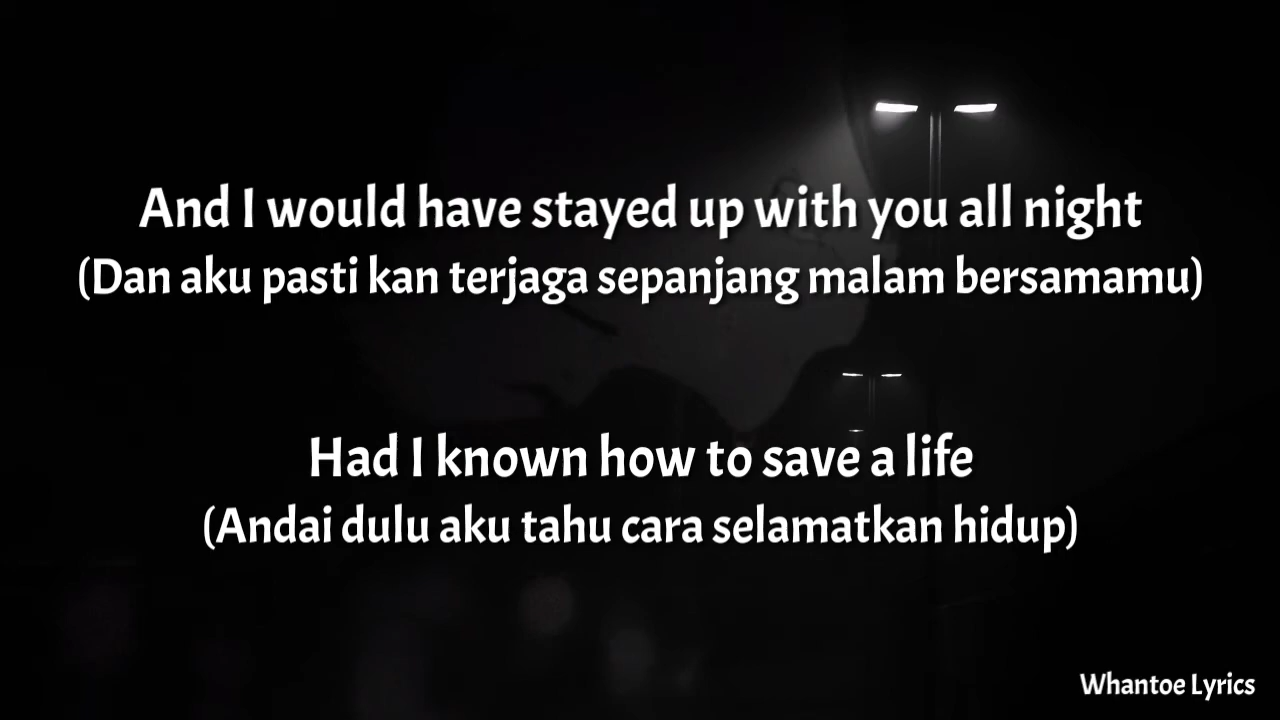 And I would have stayed up with you all night
(Dan aku pasti kan terjaga sepanjang malam bersamamu)
Had I known how to save a life
(Andai dulu aku tahu cara selamatkan hidup)
Whantoe Lyrics